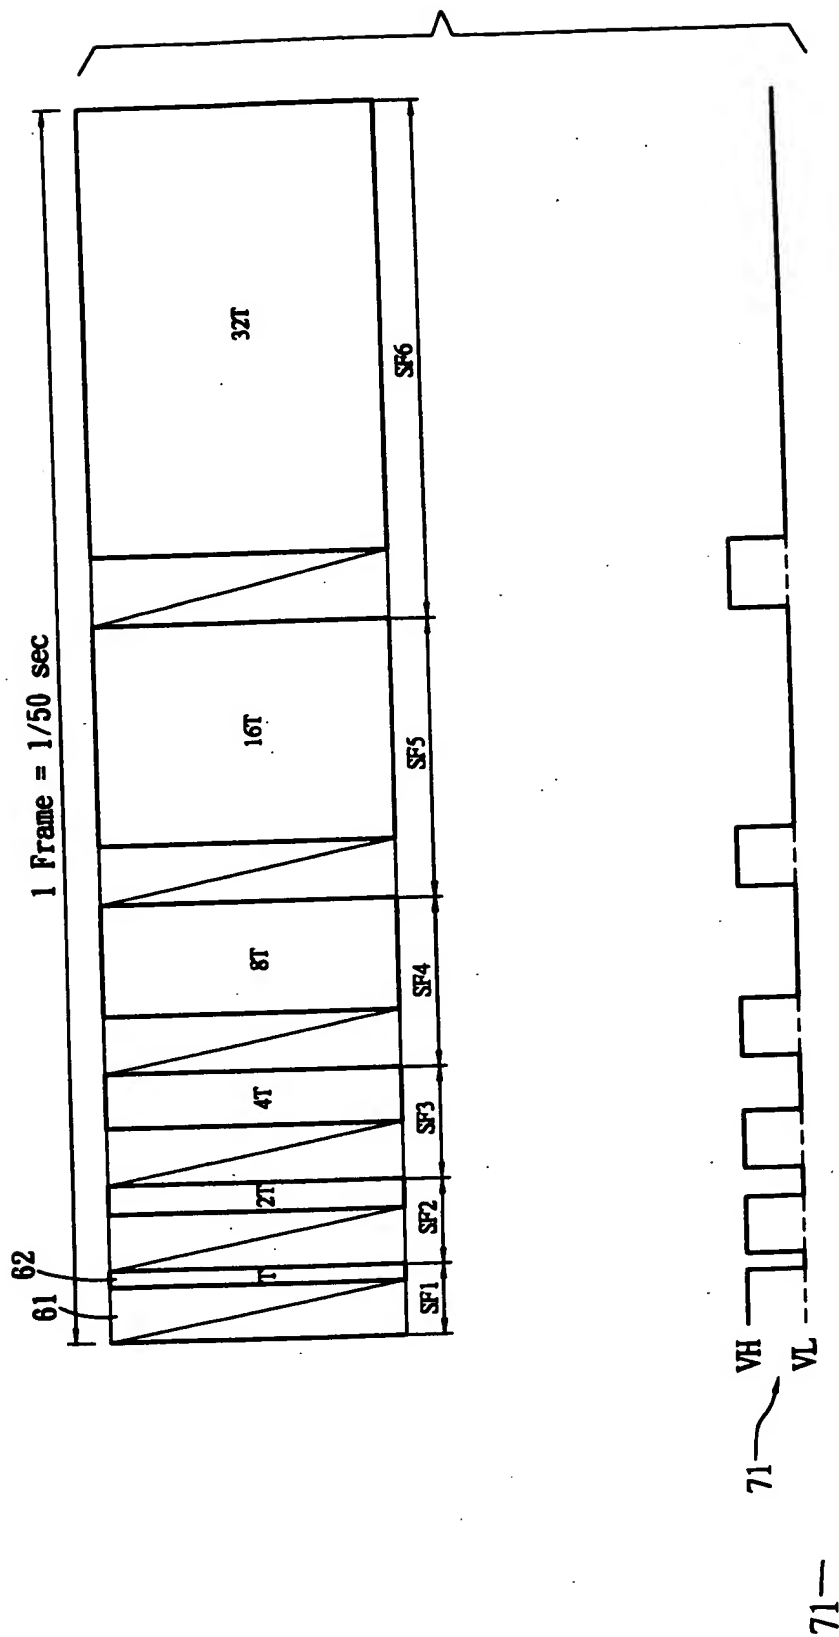 1 Frame = 1/50 sec
61
62
T
2T
4T
8T
16T
32T
SF1
SF2
SF3
SF4
SF5
SF6
VH
VL
71
71